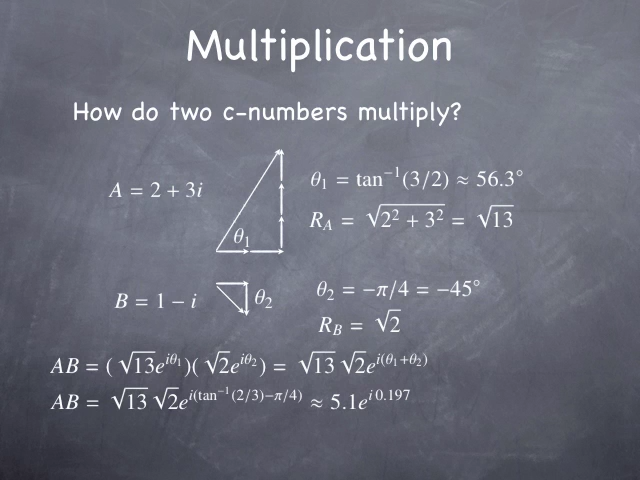 Multiplication
How do two c-numbers multiply?
A = 2 + 3i
θ₁
θ₁ = tan⁻¹(3/2) ≈ 56.3°
R_A = √(2² + 3²) = √13
B = 1 − i
θ₂
θ₂ = −π/4 = −45°
R_B = √2
AB = (√13e^{iθ₁})(√2e^{iθ₂}) = √13√2e^{i(θ₁+θ₂)}
AB = √13√2e^{i(tan⁻¹(2/3)−π/4)} ≈ 5.1e^{i 0.197}